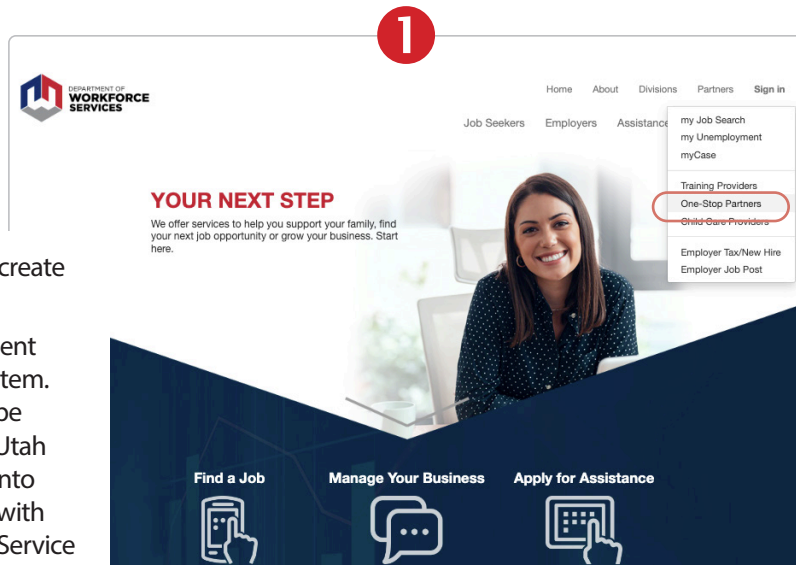 1
DEPARTMENT OF
WORKFORCE
SERVICES
Home About Divisions Partners Sign in
Job Seekers Employers Assistance
my Job Search
my Unemployment
myCase
Training Providers
One-Stop Partners
Child Care Providers
Employer Tax/New Hire
Employer Job Post
YOUR NEXT STEP
We offer services to help you support your family, find
your next job opportunity or grow your business. Start
here.
create
ent
tem.
be
Utah
nto
with
Service
Find a Job Manage Your Business Apply for Assistance